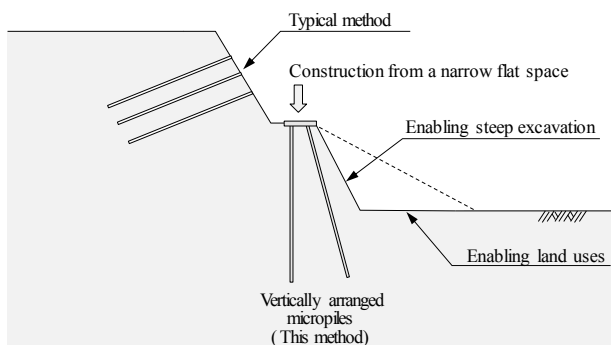 Typical method
Construction from a narrow flat space
Enabling steep excavation
Enabling land uses
Vertically arranged
micropiles
( This method)